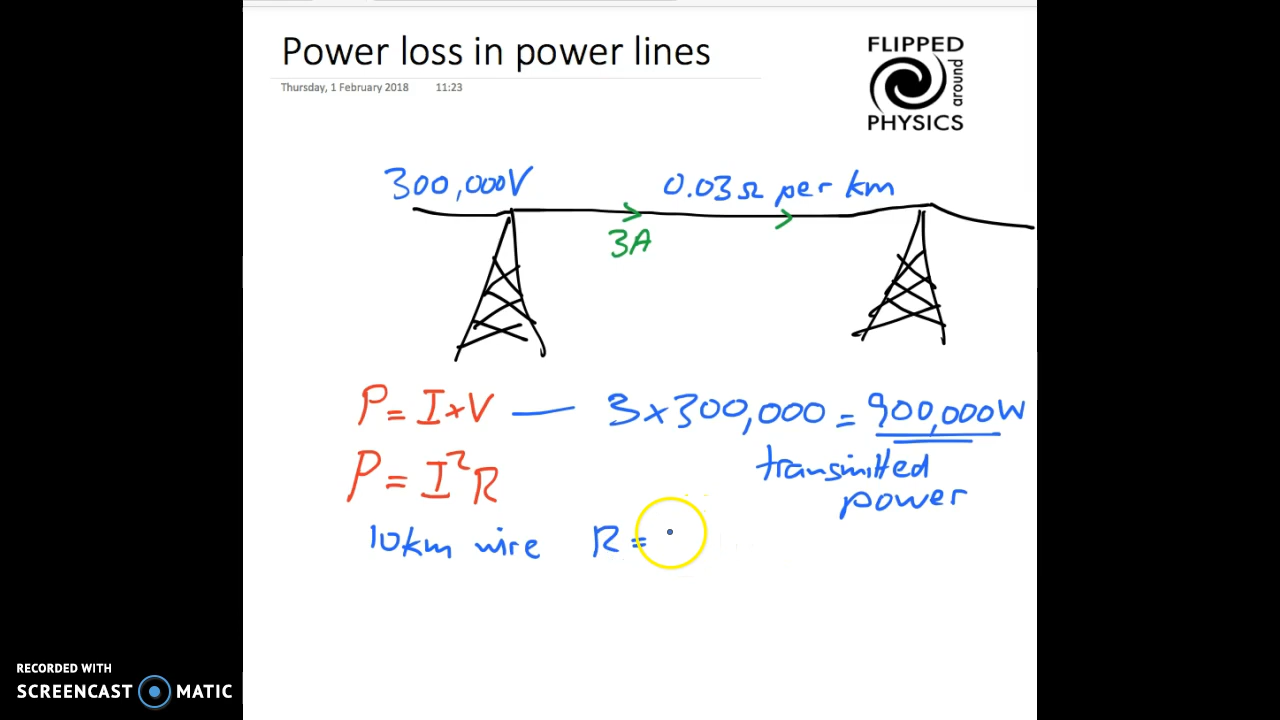 Power loss in power lines
Thursday, 1 February 2018 11:23
FLIPPED
around
PHYSICS
300,000V
0.03Ω per km
3A
P = I×V — 3×300,000 = 900,000W
transmitted
power
P = I²R
10km wire R =
RECORDED WITH
SCREENCAST MATIC